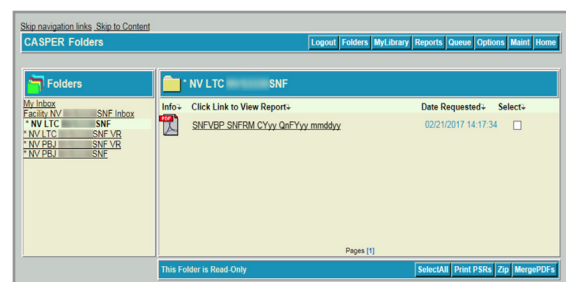 Skip navigation links Skip to Content
CASPER Folders
Logout Folders MyLibrary Reports Queue Options Maint Home
Folders
My Inbox
Facility NV SNF Inbox
* NV LTC SNF
* NV LTC SNF VR
* NV PBJ SNF VR
* NV PBJ SNF
* NV LTC SNF
Info Click Link to View Report Date Requested Select
PDF
SNFVBP SNFRM CYyy QnFYyy mmddyy 02/21/2017 14:17:34
Pages [1]
This Folder is Read-Only
SelectAll Print PSRs Zip MergePDFs